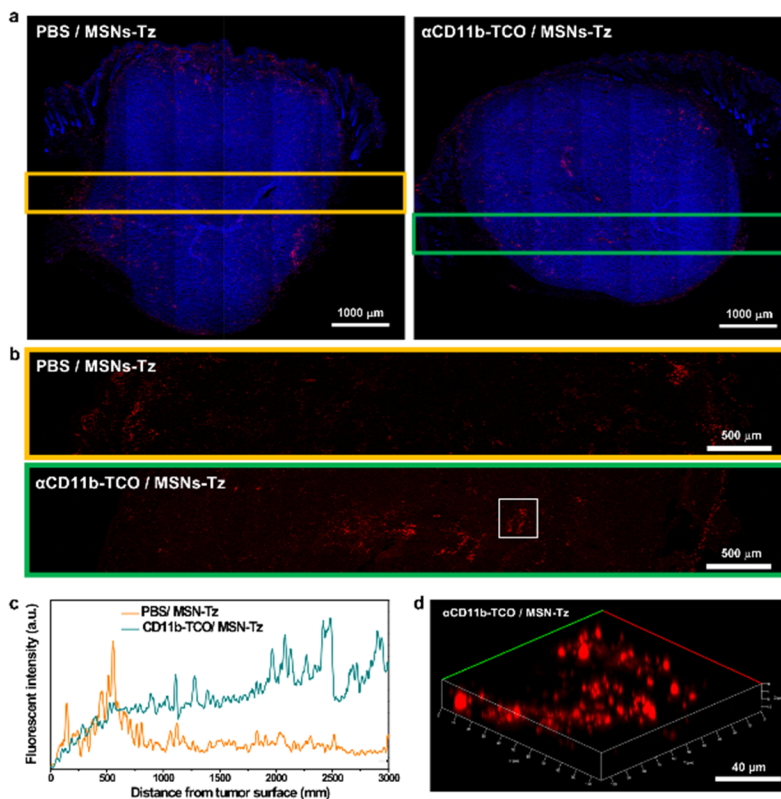 a
PBS / MSNs-Tz
αCD11b-TCO / MSNs-Tz
1000 μm
1000 μm
b
PBS / MSNs-Tz
500 μm
αCD11b-TCO / MSNs-Tz
500 μm
c
PBS/ MSN-Tz
CD11b-TCO/ MSN-Tz
Fluorescent intensity (a.u.)
0 500 1000 1500 2000 2500 3000
Distance from tumor surface (mm)
d
αCD11b-TCO / MSN-Tz
40 μm